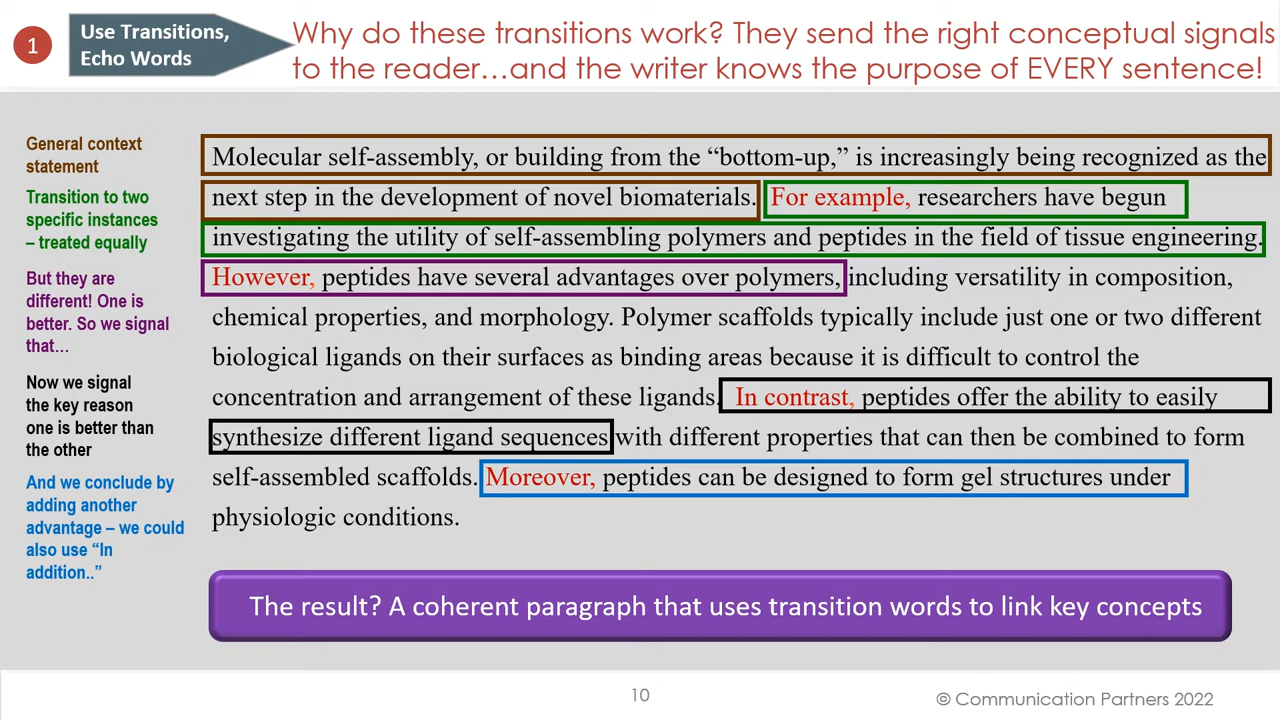 1
Use Transitions,
Echo Words
Why do these transitions work? They send the right conceptual signals
to the reader…and the writer knows the purpose of EVERY sentence!
General context
statement
Transition to two
specific instances
– treated equally
But they are
different! One is
better. So we signal
that…
Now we signal
the key reason
one is better than
the other
And we conclude by
adding another
advantage – we could
also use “In
addition..”
Molecular self-assembly, or building from the “bottom-up,” is increasingly being recognized as the
next step in the development of novel biomaterials. For example, researchers have begun
investigating the utility of self-assembling polymers and peptides in the field of tissue engineering.
However, peptides have several advantages over polymers, including versatility in composition,
chemical properties, and morphology. Polymer scaffolds typically include just one or two different
biological ligands on their surfaces as binding areas because it is difficult to control the
concentration and arrangement of these ligands. In contrast, peptides offer the ability to easily
synthesize different ligand sequences with different properties that can then be combined to form
self-assembled scaffolds. Moreover, peptides can be designed to form gel structures under
physiologic conditions.
The result? A coherent paragraph that uses transition words to link key concepts
10
© Communication Partners 2022